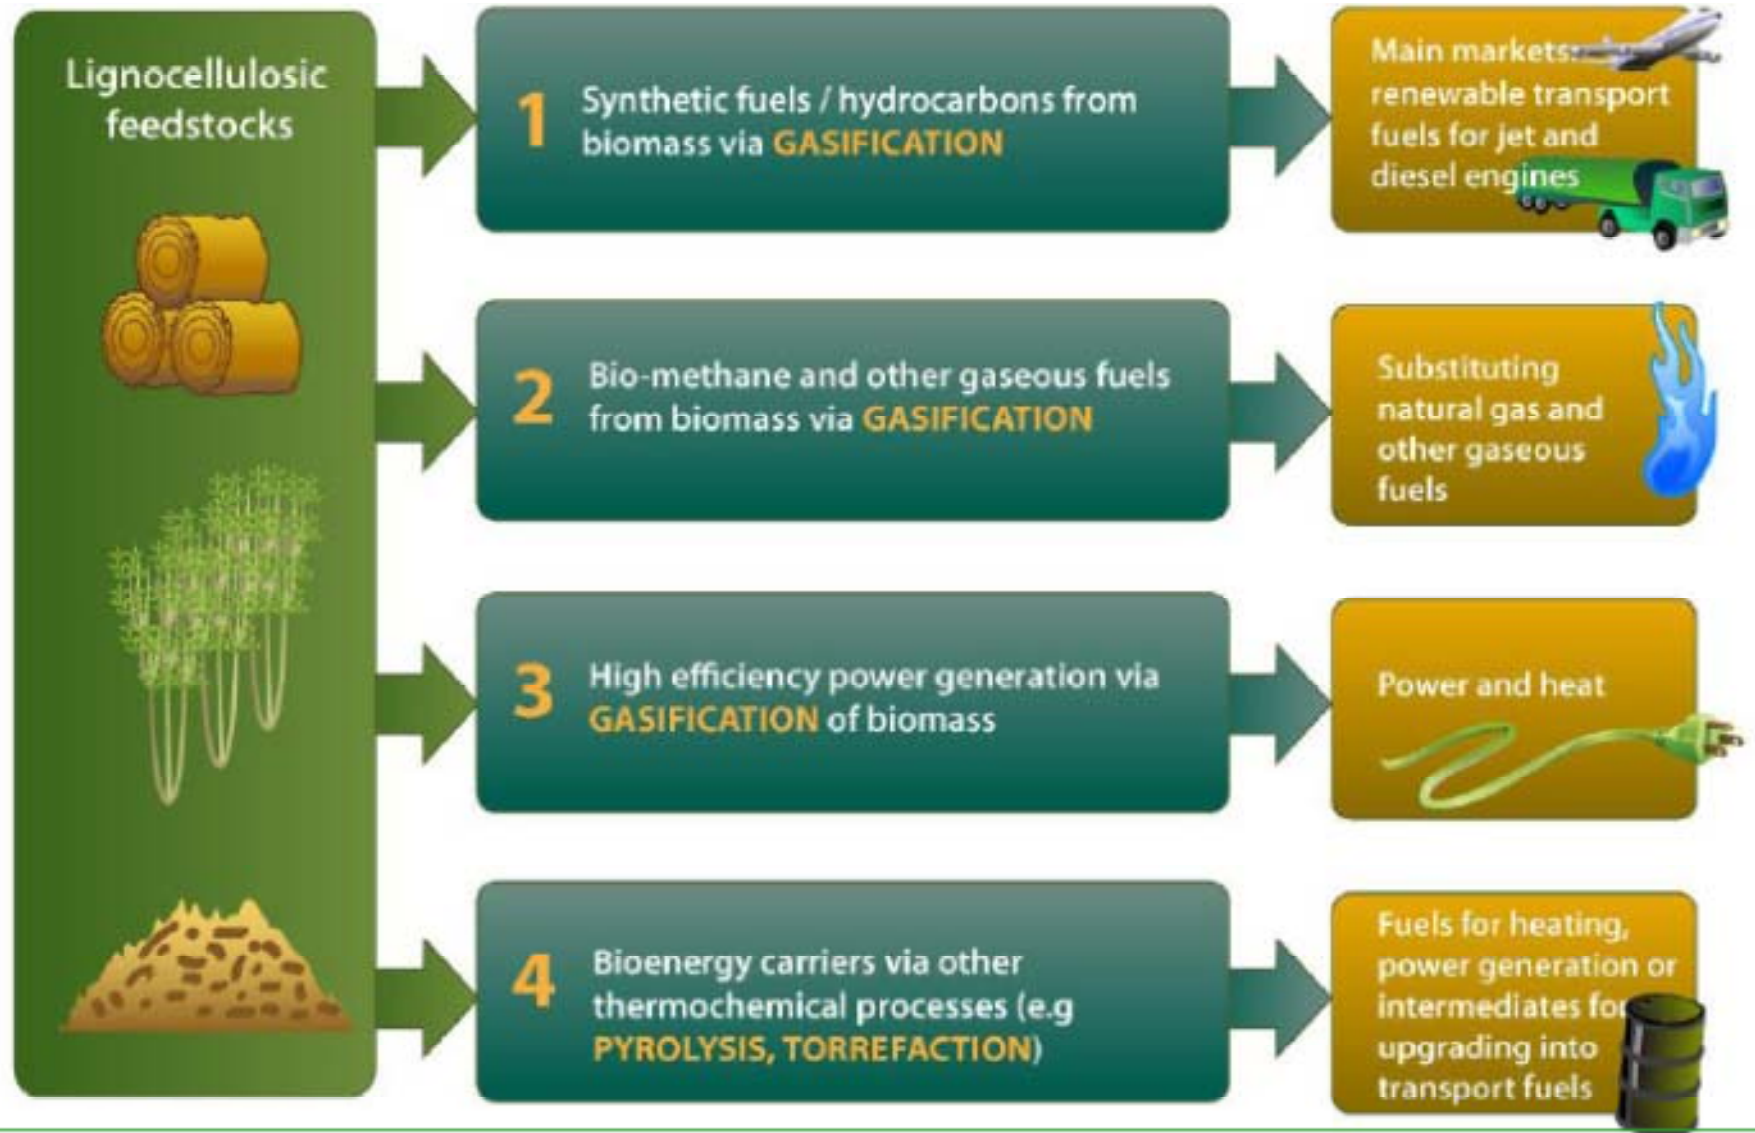 Lignocellulosic
feedstocks
1
Synthetic fuels / hydrocarbons from
biomass via GASIFICATION
Main markets:
renewable transport
fuels for jet and
diesel engines
2
Bio-methane and other gaseous fuels
from biomass via GASIFICATION
Substituting
natural gas and
other gaseous
fuels
3
High efficiency power generation via
GASIFICATION of biomass
Power and heat
4
Bioenergy carriers via other
thermochemical processes (e.g
PYROLYSIS, TORREFACTION)
Fuels for heating,
power generation or
intermediates for
upgrading into
transport fuels